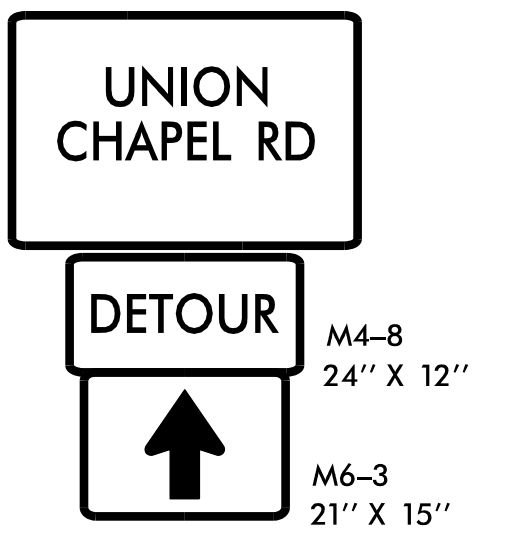 UNION
CHAPEL RD
DETOUR
M4–8
24’’ X 12’’
M6–3
21’’ X 15’’